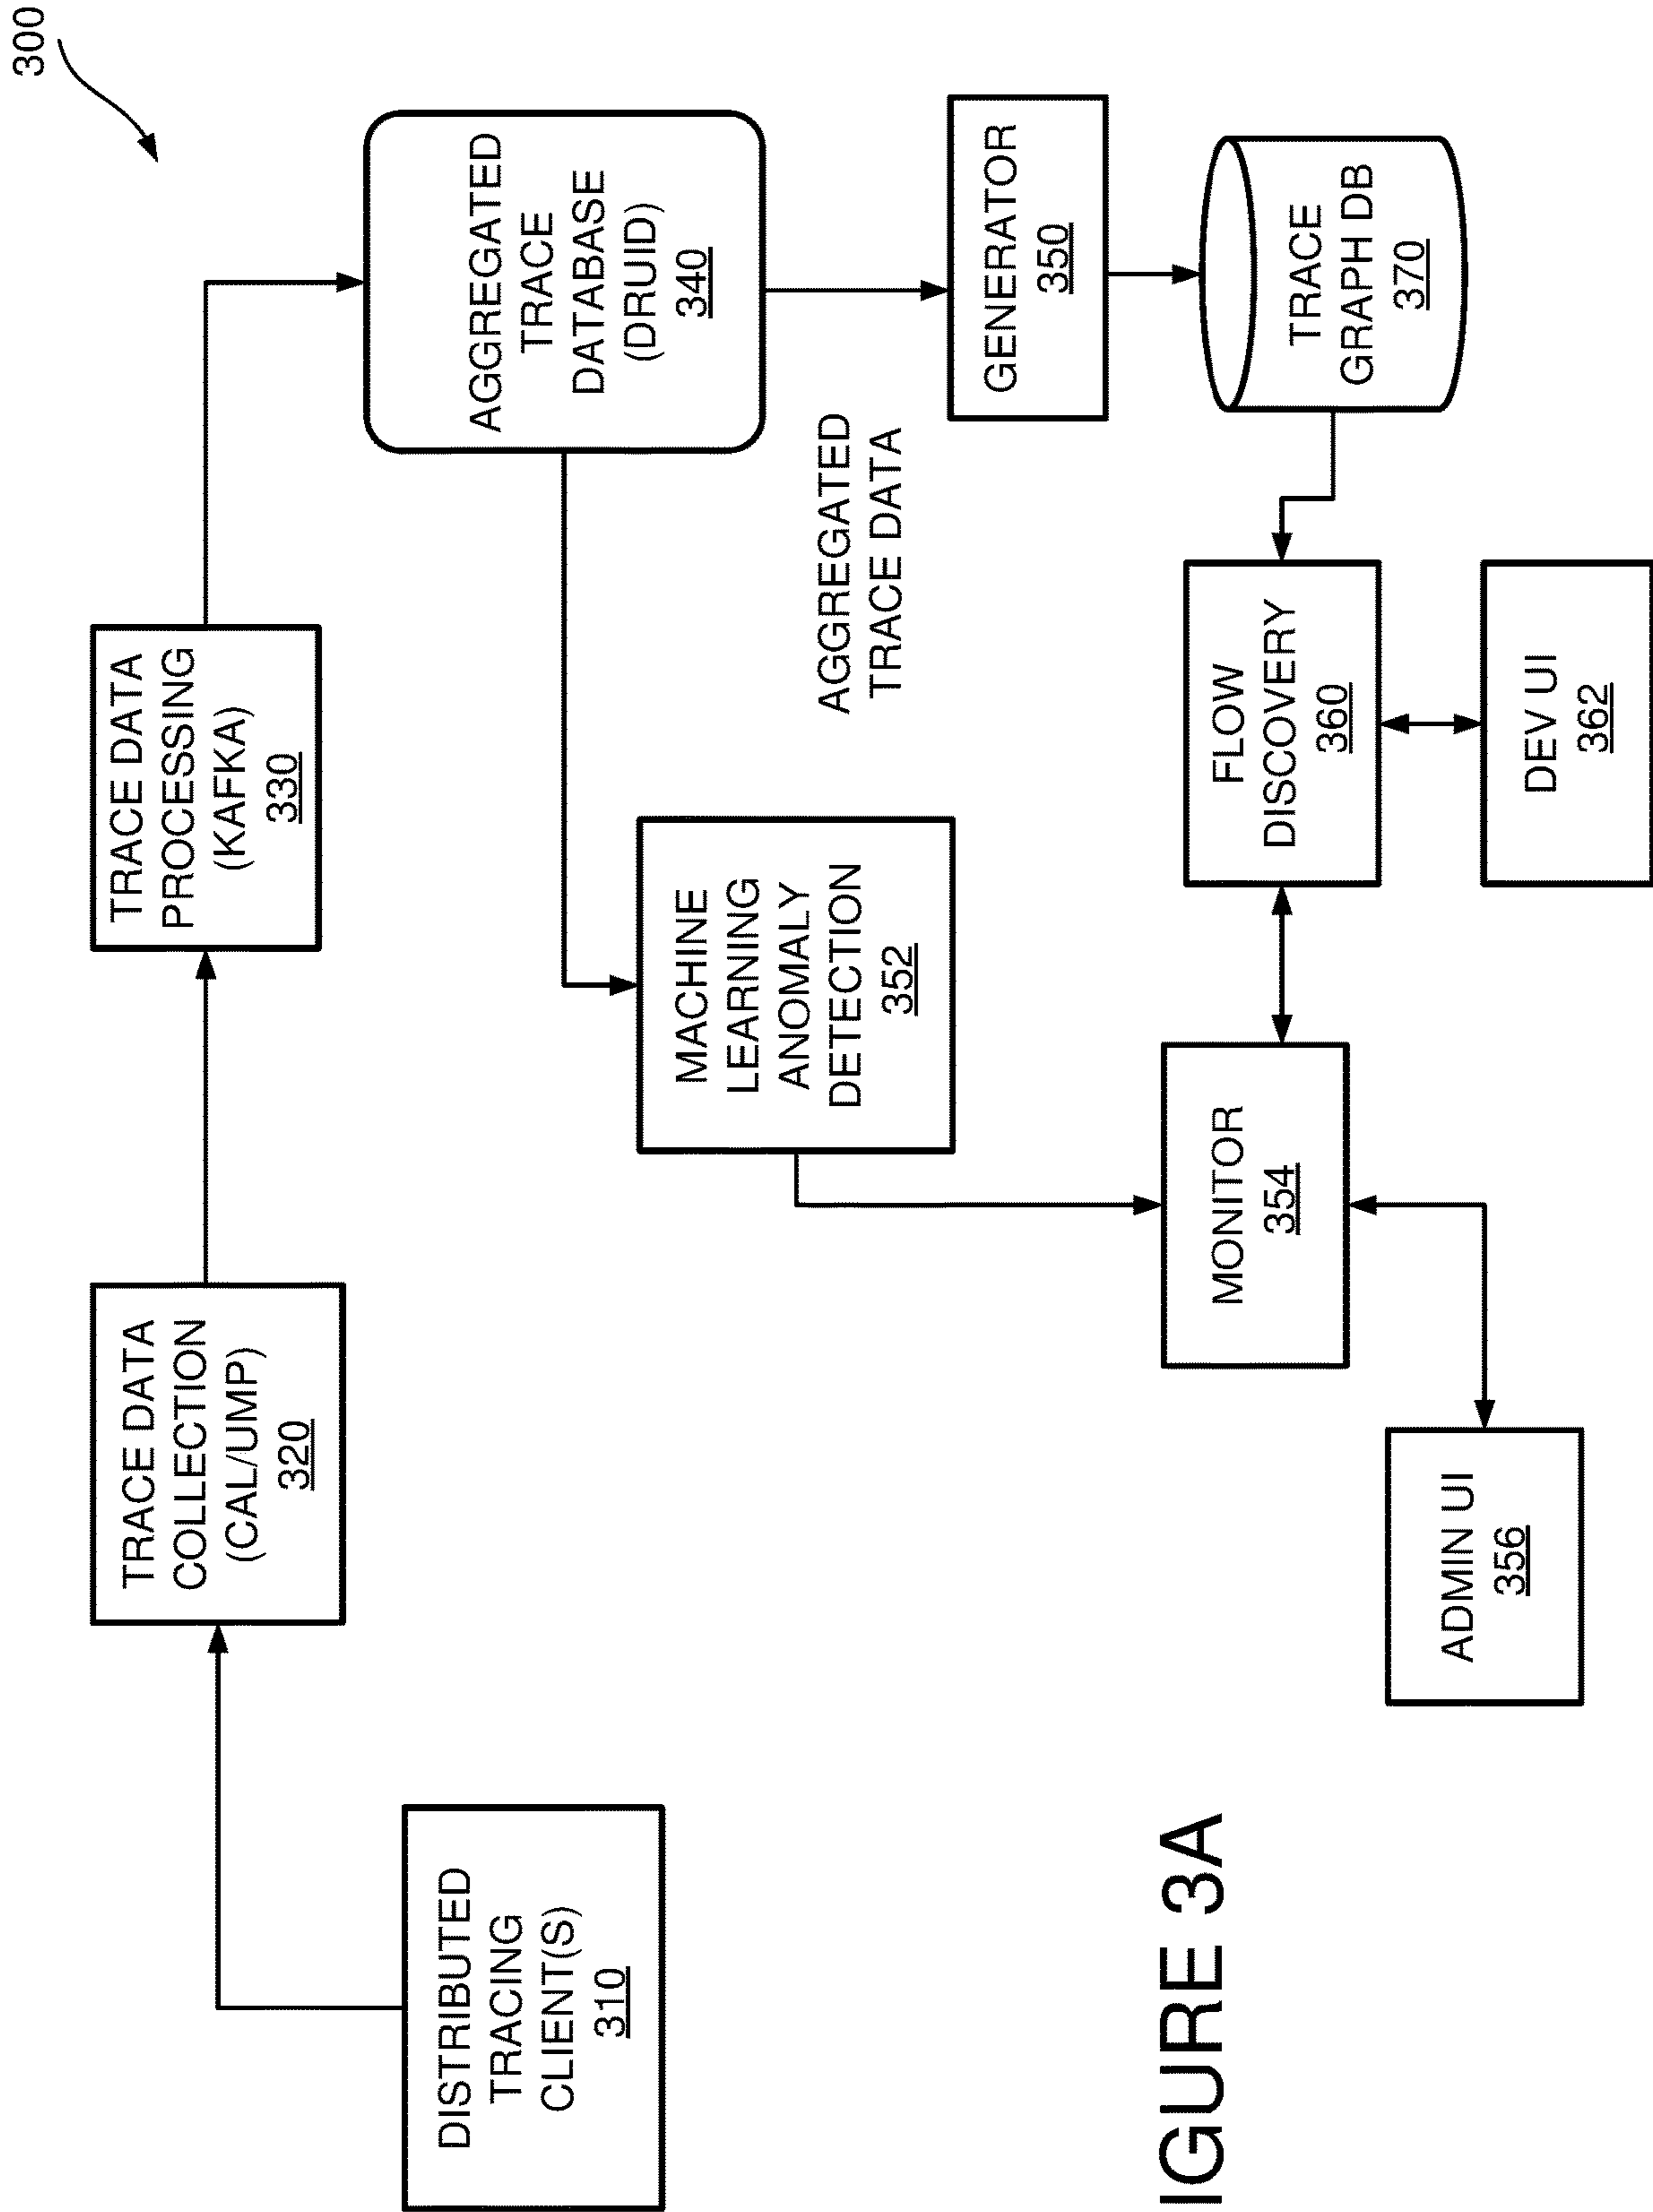 300
TRACE DATA
COLLECTION
(CAL/UMP)
320
TRACE DATA
PROCESSING
(KAFKA)
330
DISTRIBUTED
TRACING
CLIENT(S)
310
AGGREGATED
TRACE
DATABASE
(DRUID)
340
MACHINE
LEARNING
ANOMALY
DETECTION
352
AGGREGATED
TRACE DATA
GENERATOR
350
MONITOR
354
FLOW
DISCOVERY
360
TRACE
GRAPH DB
370
ADMIN UI
356
DEV UI
362
IGURE 3A